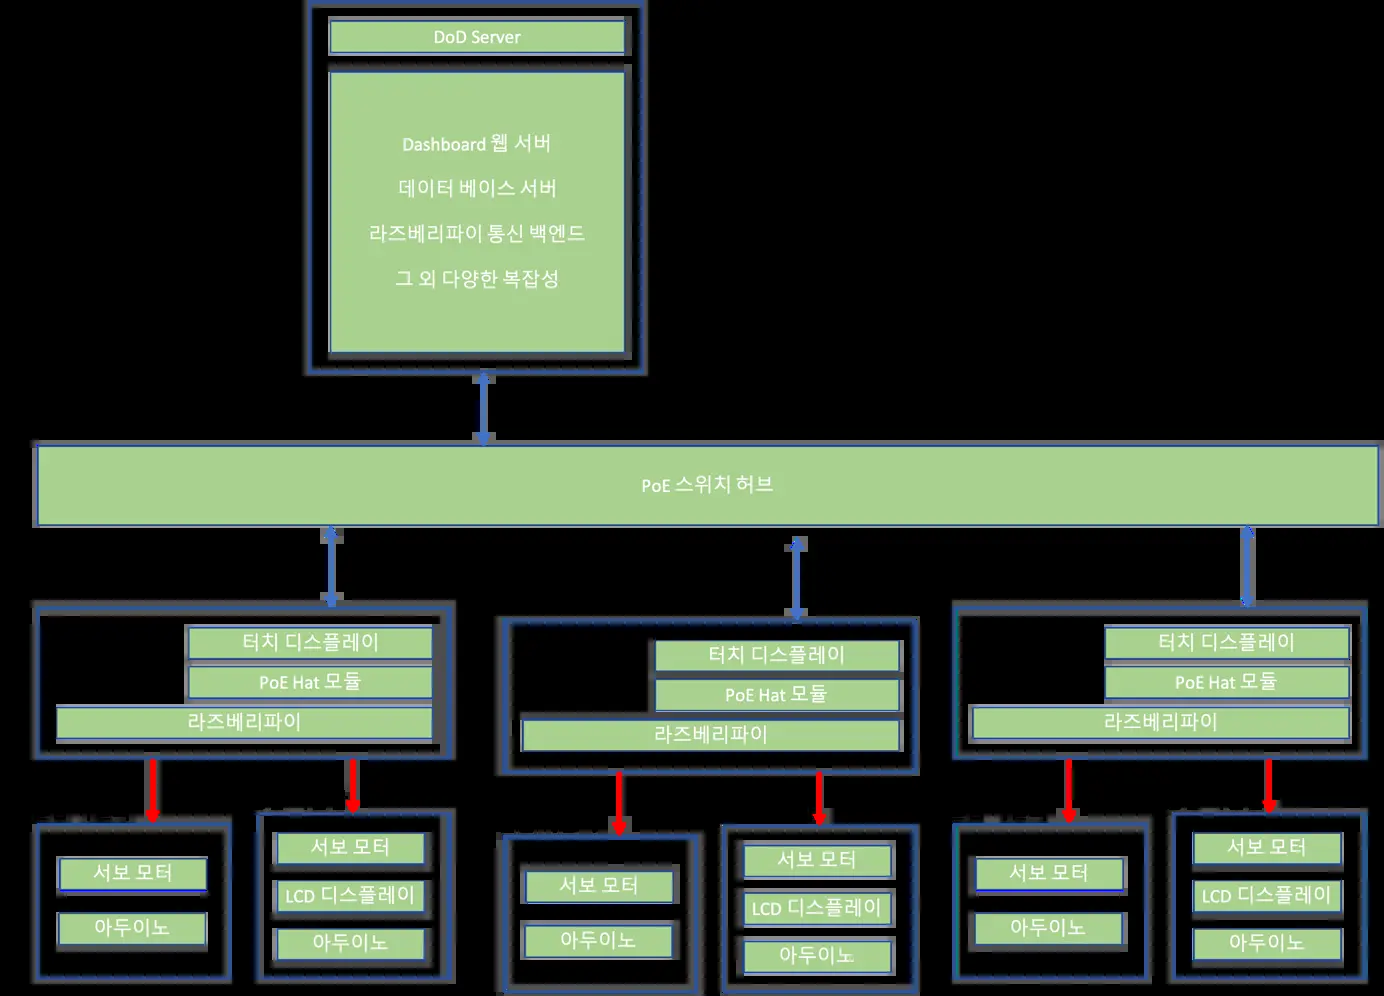 DoD Server
Dashboard 웹 서버
데이터 베이스 서버
라즈베리파이 통신 백엔드
그 외 다양한 복잡성
PoE 스위치 허브
터치 디스플레이
PoE Hat 모듈
라즈베리파이
터치 디스플레이
PoE Hat 모듈
라즈베리파이
터치 디스플레이
PoE Hat 모듈
라즈베리파이
서보 모터
아두이노
서보 모터
LCD 디스플레이
아두이노
서보 모터
아두이노
서보 모터
LCD 디스플레이
아두이노
서보 모터
아두이노
서보 모터
LCD 디스플레이
아두이노